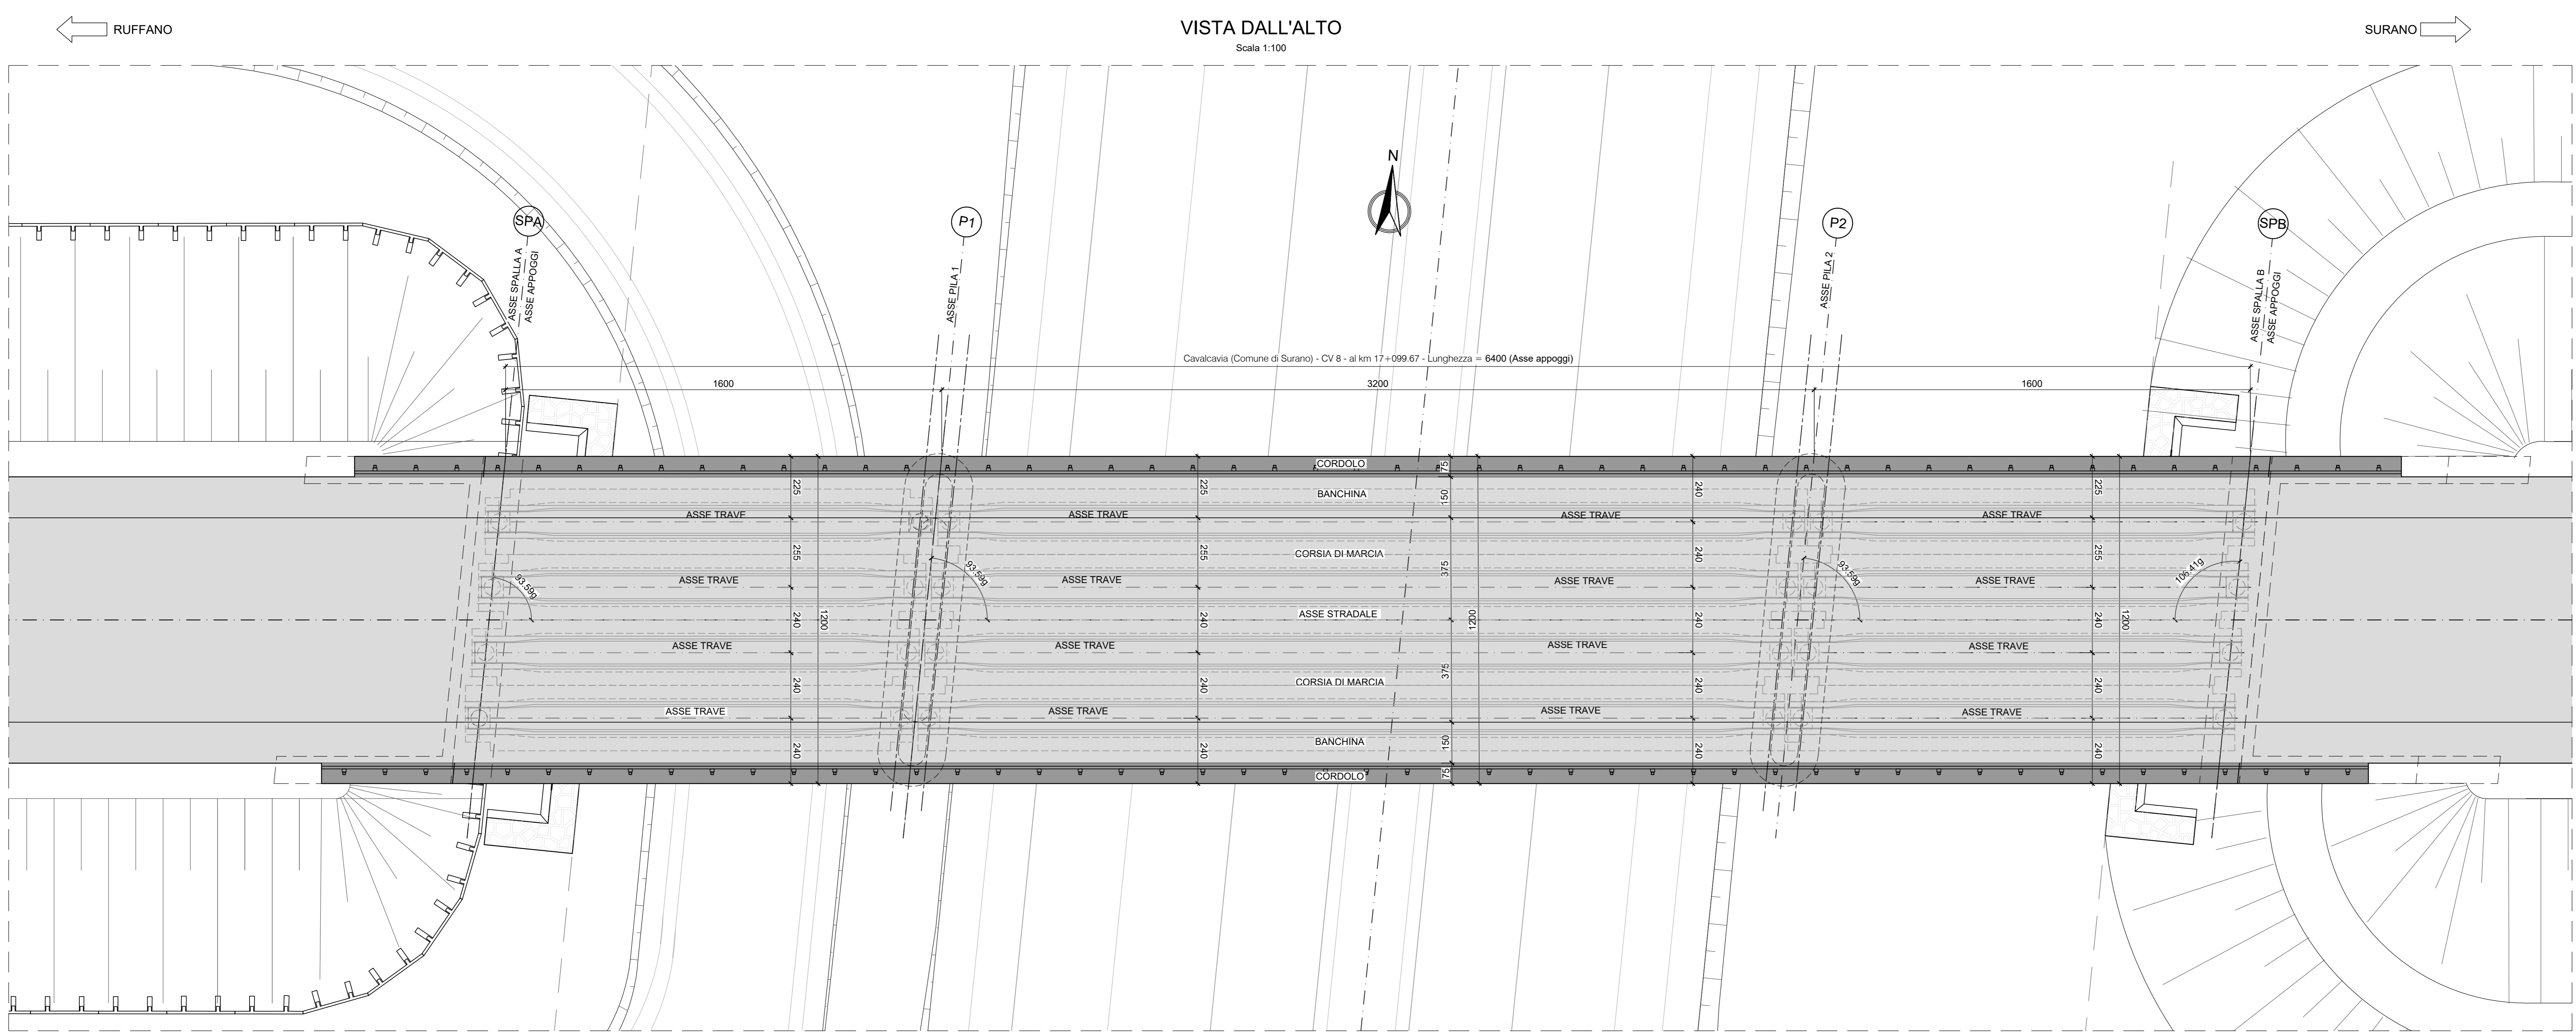 RUFFANO
VISTA DALL'ALTO
Scala 1:100
SURANO
N
SPA
P1
P2
SPB
ASSE SPALLA A
ASSE APPOGGI
ASSE PILA 1
ASSE PILA 2
ASSE SPALLA B
ASSE APPOGGI
Cavalcavia (Comune di Surano) - CV 8 - al km 17+099.67 - Lunghezza = 6400 (Asse appoggi)
1600
3200
1600
CORDOLO
75
225
225
BANCHINA
150
240
225
ASSE TRAVE
ASSE TRAVE
ASSE TRAVE
ASSE TRAVE
255
255
CORSIA DI MARCIA
375
240
255
93.59g
93.59g
93.59g
106.41g
ASSE TRAVE
ASSE TRAVE
ASSE TRAVE
ASSE TRAVE
240
1200
240
ASSE STRADALE
1200
240
240
1200
ASSE TRAVE
ASSE TRAVE
ASSE TRAVE
ASSE TRAVE
240
240
CORSIA DI MARCIA
375
240
240
ASSE TRAVE
ASSE TRAVE
ASSE TRAVE
ASSE TRAVE
240
240
BANCHINA
150
240
240
CORDOLO
75